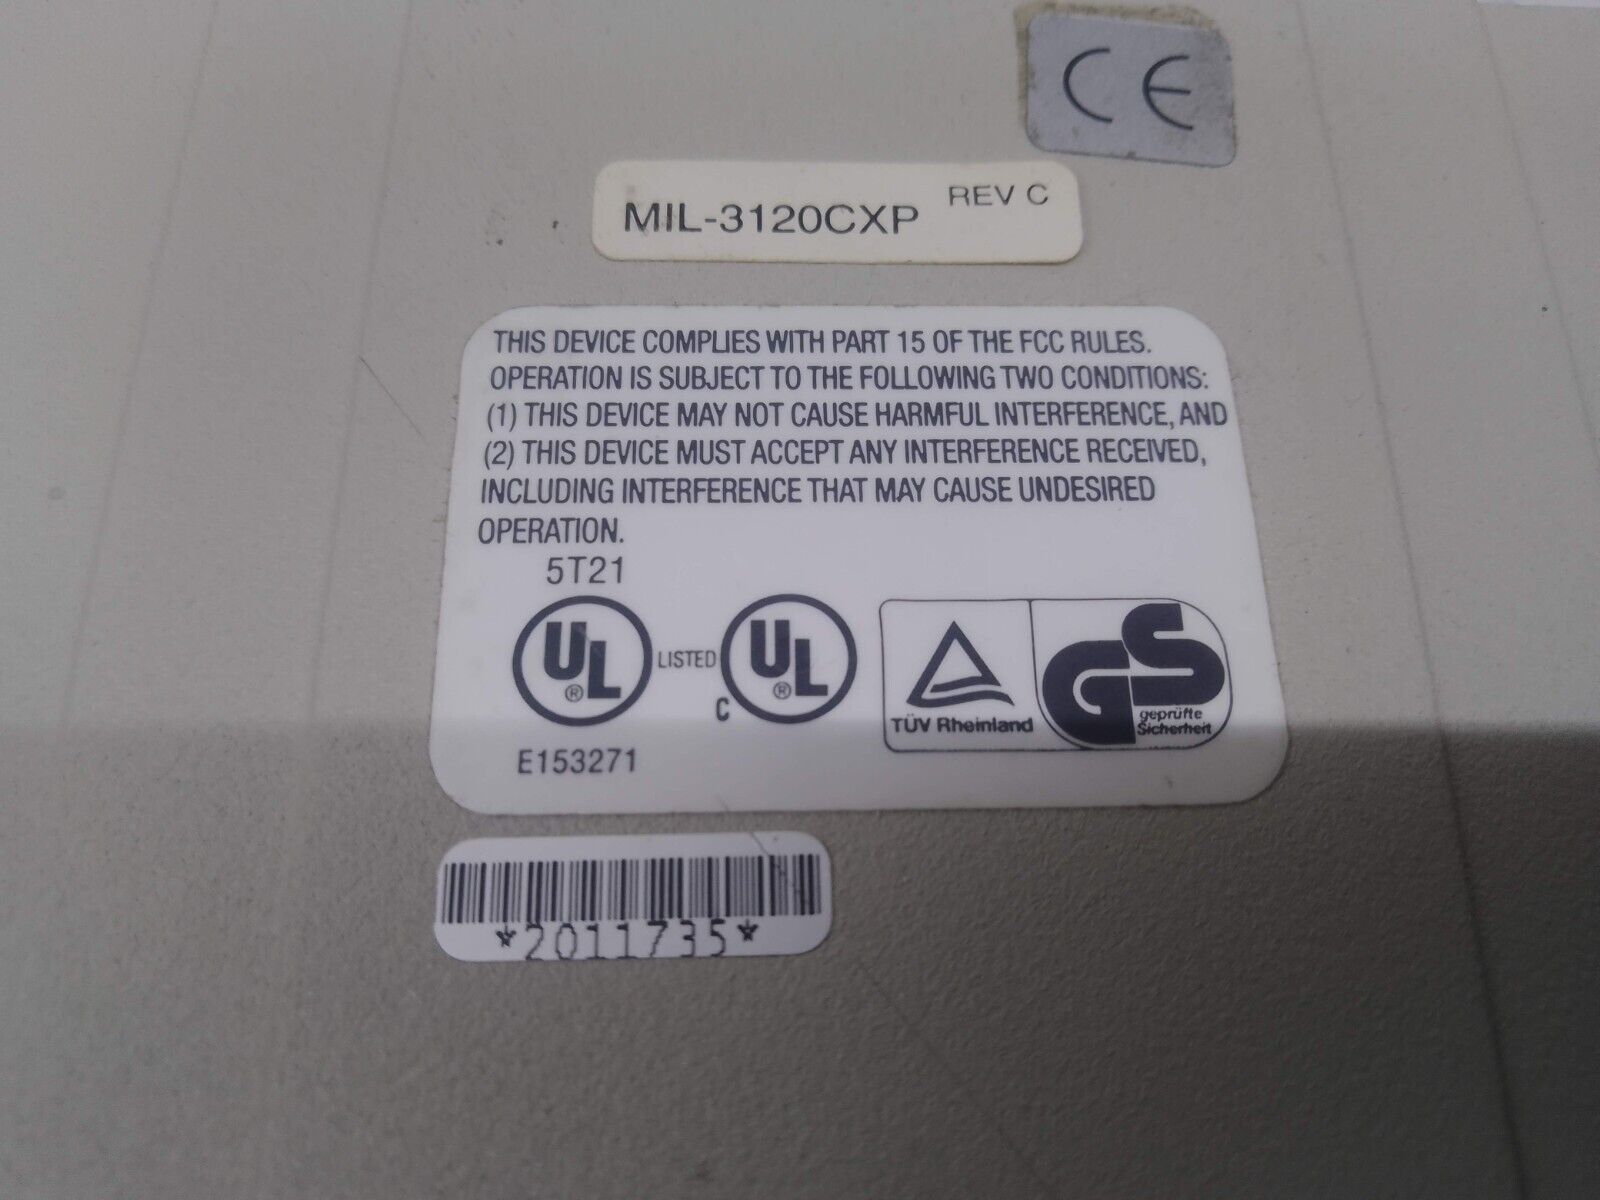 CE
MIL-3120CXP REV C
THIS DEVICE COMPLIES WITH PART 15 OF THE FCC RULES.
OPERATION IS SUBJECT TO THE FOLLOWING TWO CONDITIONS:
(1) THIS DEVICE MAY NOT CAUSE HARMFUL INTERFERENCE, AND
(2) THIS DEVICE MUST ACCEPT ANY INTERFERENCE RECEIVED,
INCLUDING INTERFERENCE THAT MAY CAUSE UNDESIRED
OPERATION.
5T21
UL® LISTED C UL®
TÜV Rheinland
GS
geprüfte
Sicherheit
E153271
*2011735*